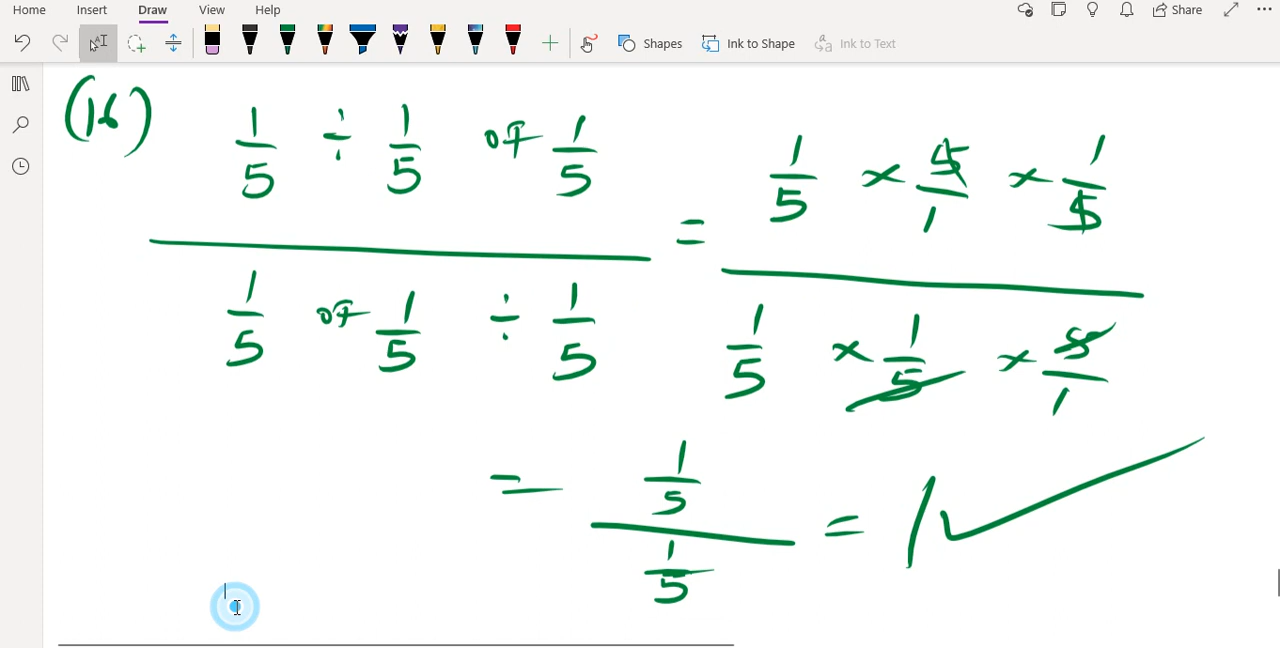 Home Insert Draw View Help Share
Shapes Ink to Shape Ink to Text
(16)
1/5 ÷ 1/5 of 1/5 = 1/5 × 5/1 × 1/5
1/5 of 1/5 ÷ 1/5 1/5 × 1/5 × 5/1
= 1/5 = 1
1/5